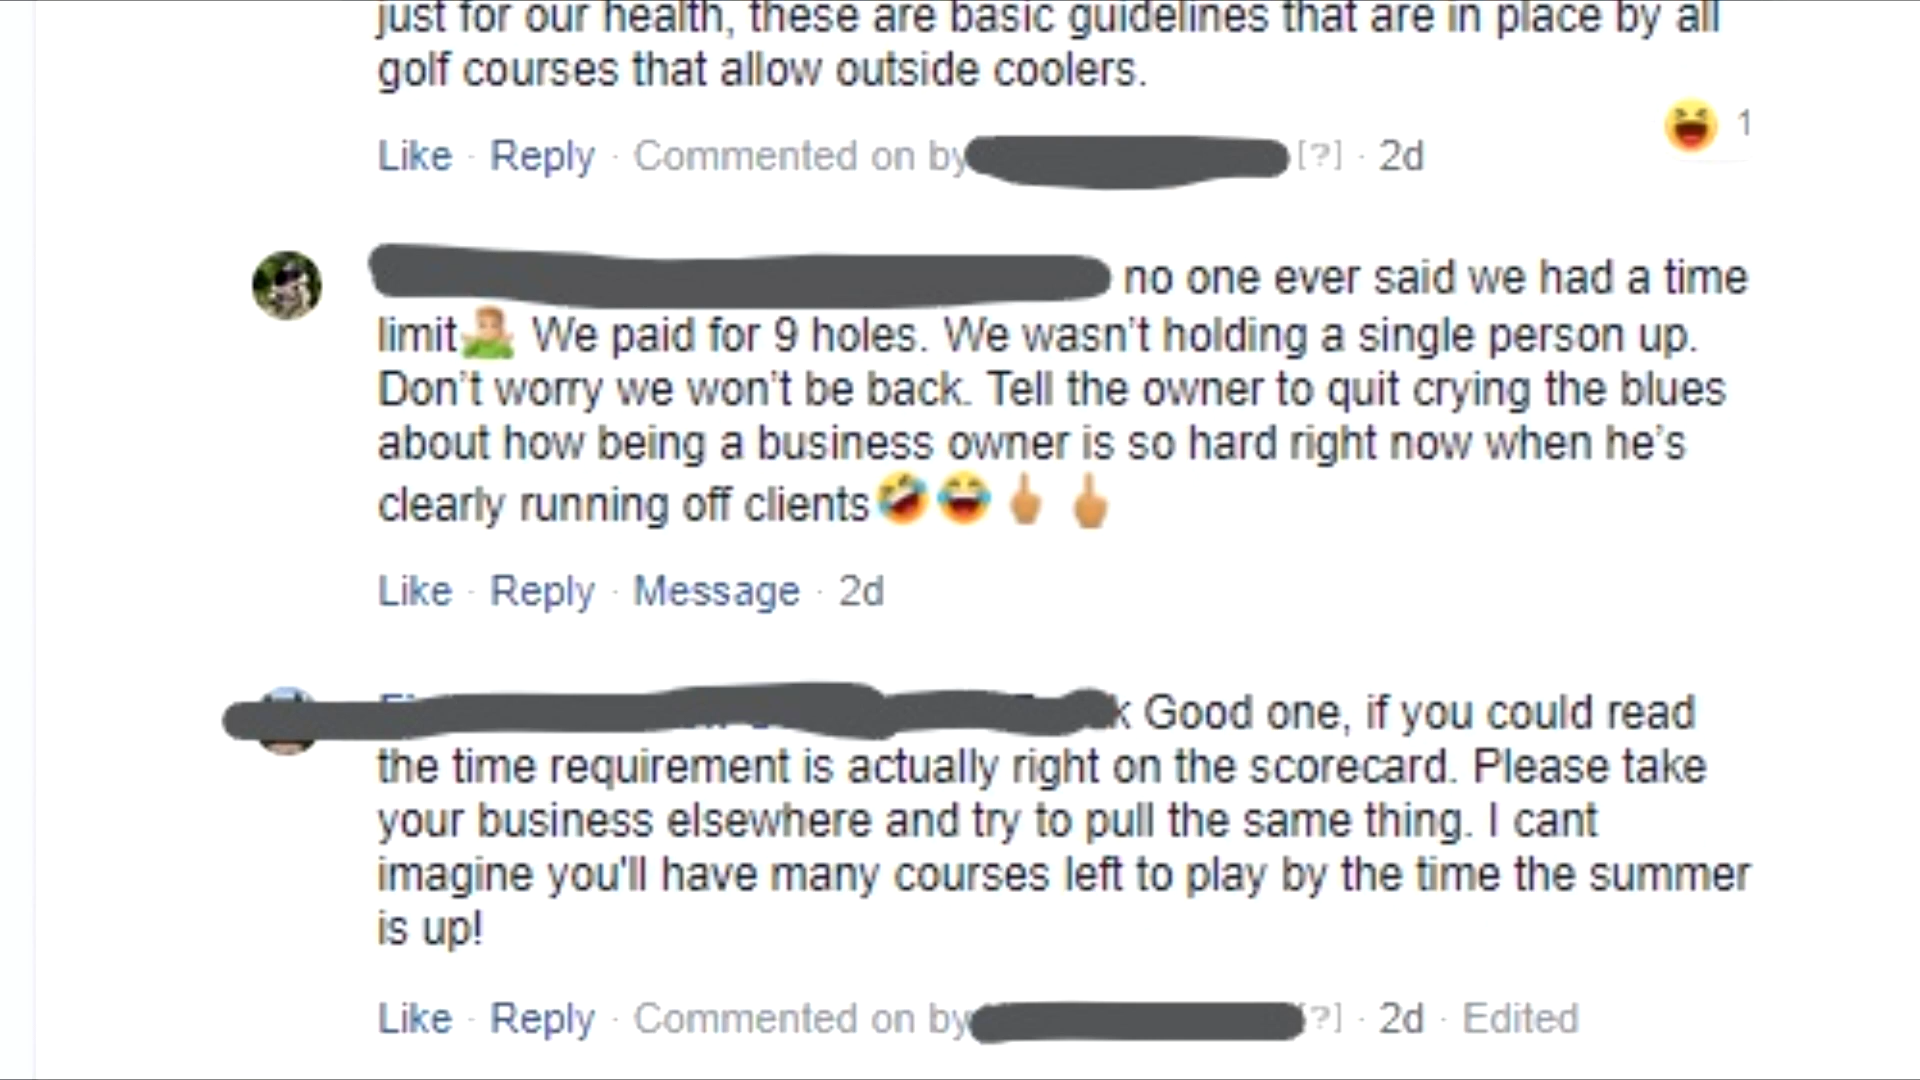 just for our health, these are basic guidelines that are in place by all
golf courses that allow outside coolers.
1
Like · Reply · Commented on by [?] · 2d
no one ever said we had a time
limit🤷🏼‍♂️ We paid for 9 holes. We wasn't holding a single person up.
Don't worry we won't be back. Tell the owner to quit crying the blues
about how being a business owner is so hard right now when he's
clearly running off clients🤣😂🖕🏼🖕🏼
Like · Reply · Message · 2d
k Good one, if you could read
the time requirement is actually right on the scorecard. Please take
your business elsewhere and try to pull the same thing. I cant
imagine you'll have many courses left to play by the time the summer
is up!
Like · Reply · Commented on by [?] · 2d · Edited